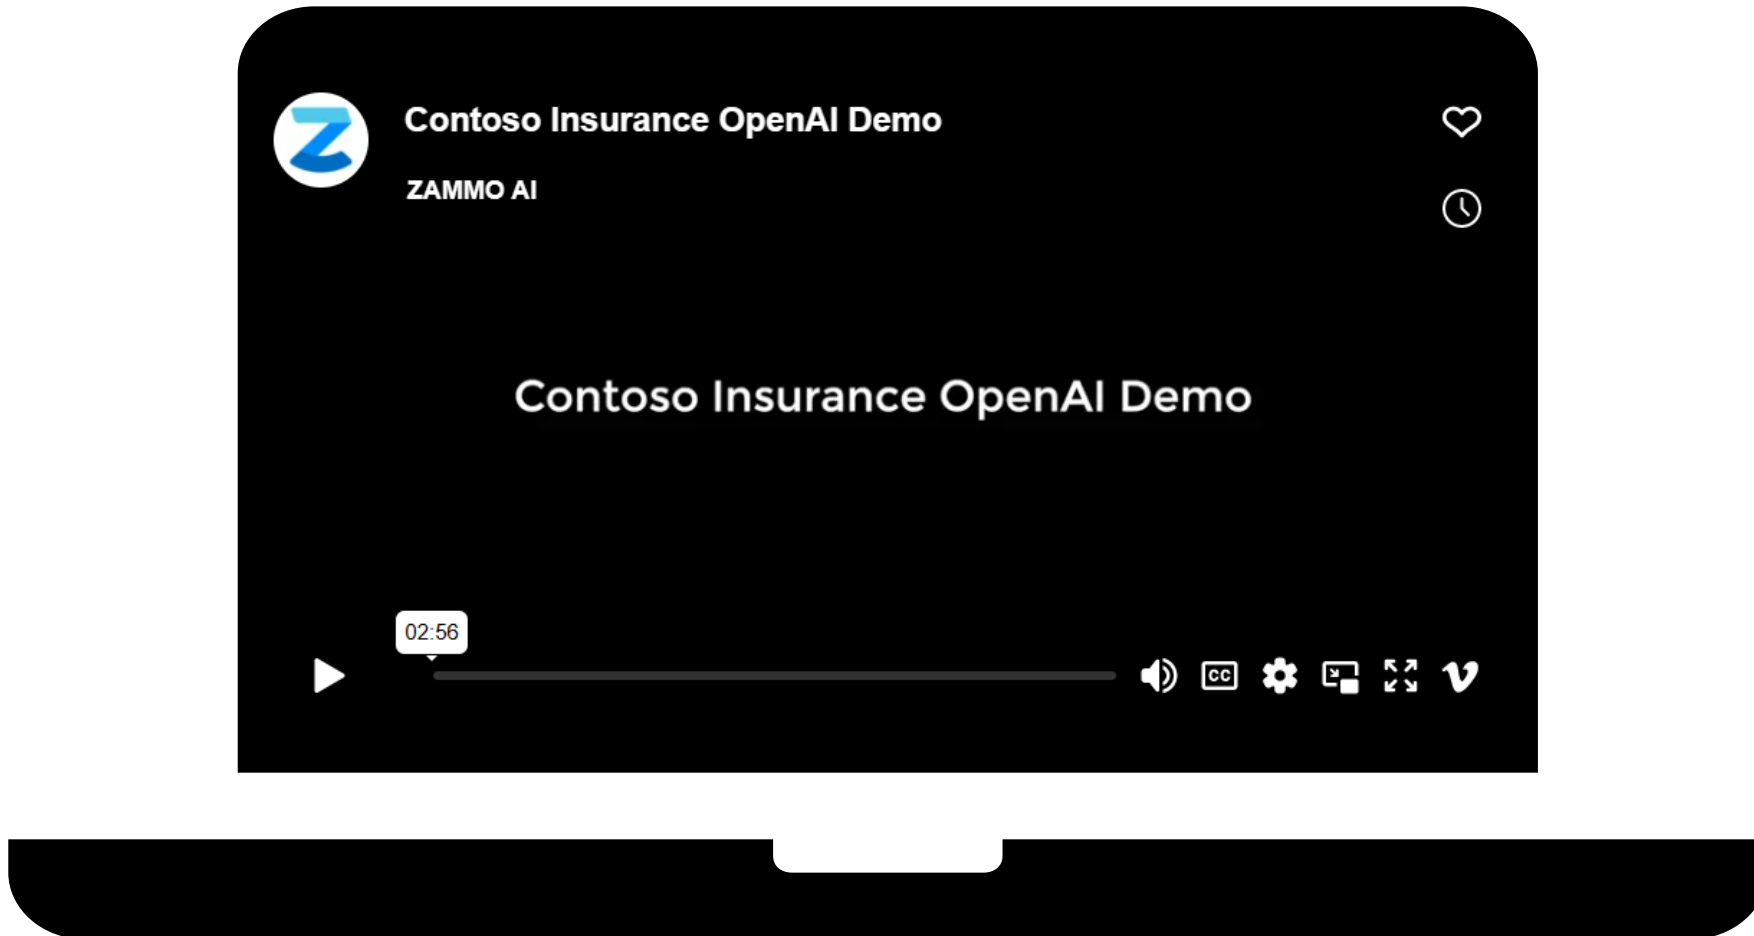 Contoso Insurance OpenAI Demo
ZAMMO AI
Contoso Insurance OpenAI Demo
02:56
CC